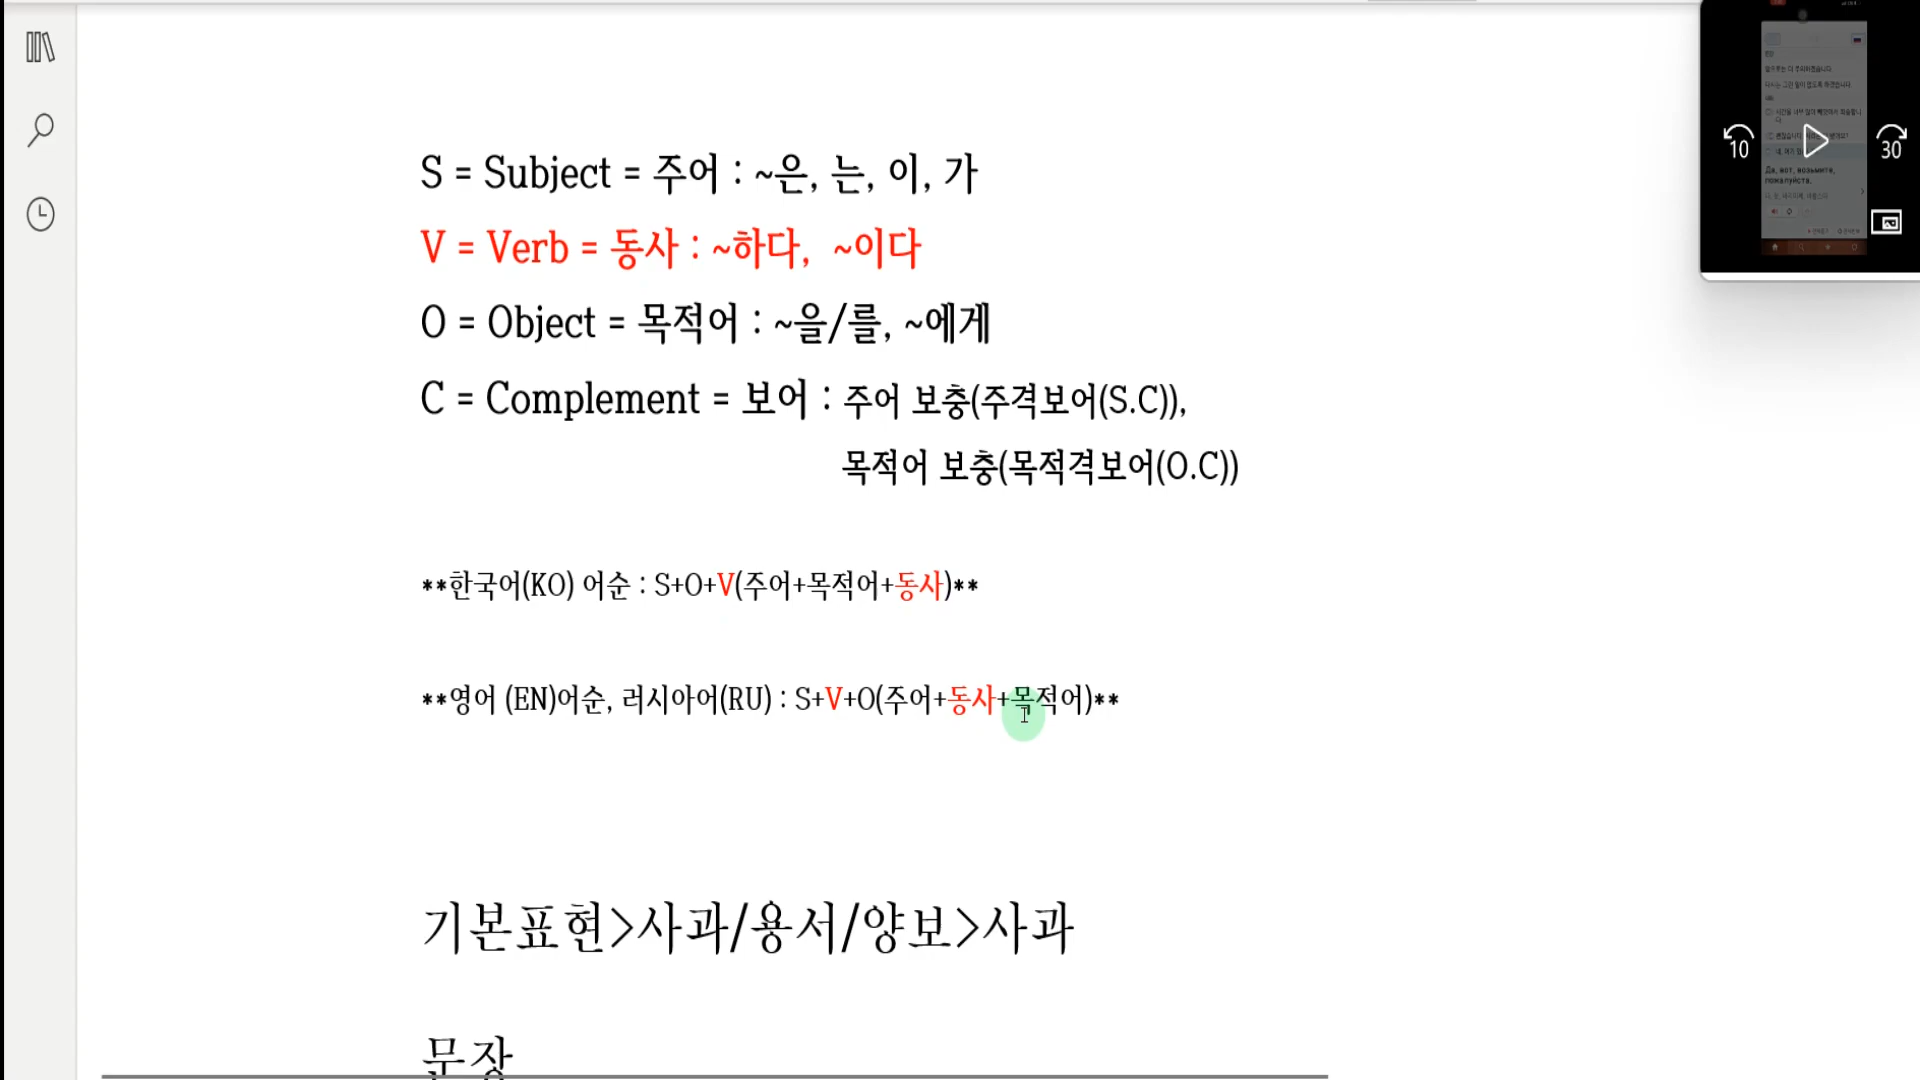 S = Subject = 주어 : ~은, 는, 이, 가
V = Verb = 동사 : ~하다, ~이다
O = Object = 목적어 : ~을/를, ~에게
C = Complement = 보어 : 주어 보충(주격보어(S.C)),
목적어 보충(목적격보어(O.C))
**한국어(KO) 어순 : S+O+V(주어+목적어+동사)**
**영어 (EN)어순, 러시아어(RU) : S+V+O(주어+동사+목적어)**
기본표현>사과/용서/양보>사과
문장
10
30
Да, вот, возьмите,
пожалуйста.